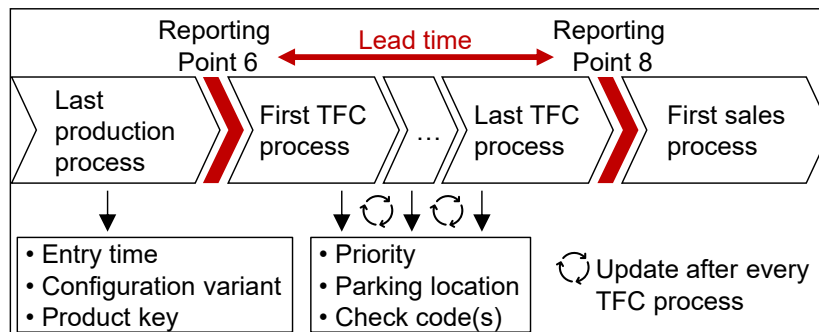 Reporting
Point 6
Lead time
Reporting
Point 8
Last
production
process
First TFC
process
...
Last TFC
process
First sales
process
• Entry time
• Configuration variant
• Product key
• Priority
• Parking location
• Check code(s)
Update after every
TFC process